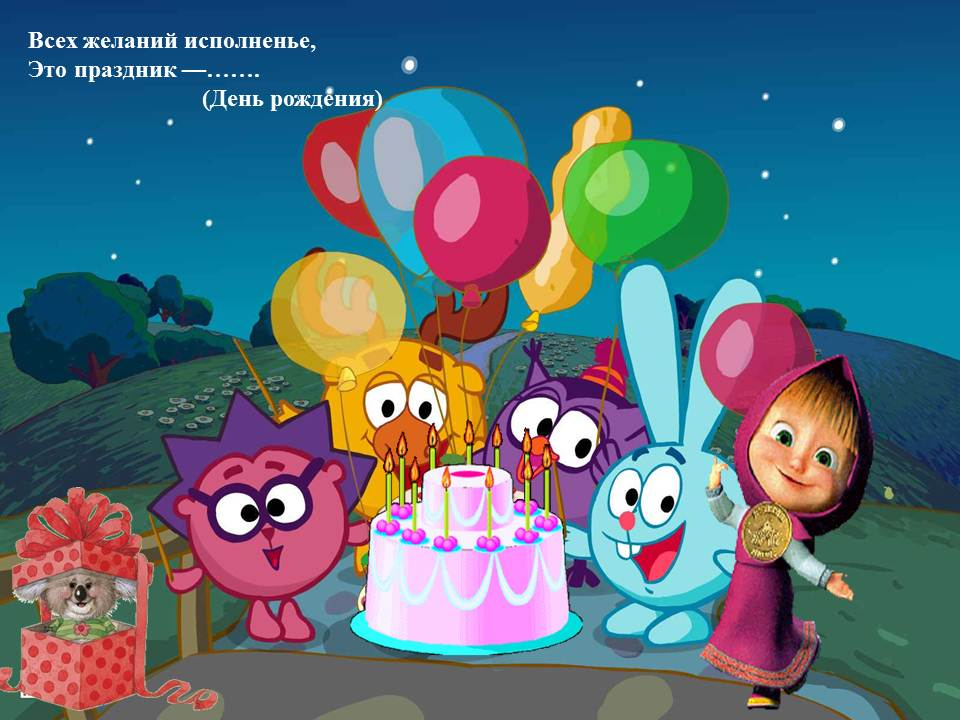 Всех желаний исполненье,
Это праздник —…….
(День рождения)